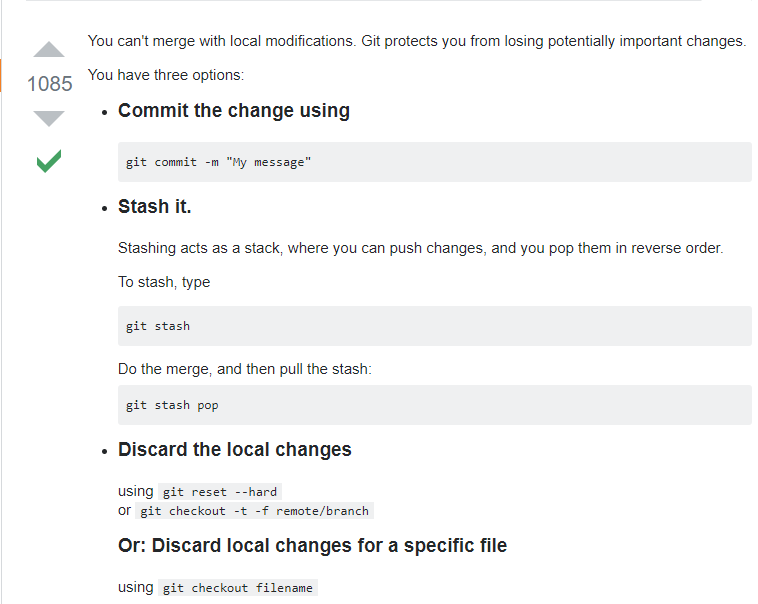 You can't merge with local modifications. Git protects you from losing potentially important changes.
1085
You have three options:
Commit the change using
git commit -m "My message"
Stash it.
Stashing acts as a stack, where you can push changes, and you pop them in reverse order.
To stash, type
git stash
Do the merge, and then pull the stash:
git stash pop
Discard the local changes
using git reset --hard
or git checkout -t -f remote/branch
Or: Discard local changes for a specific file
using git checkout filename